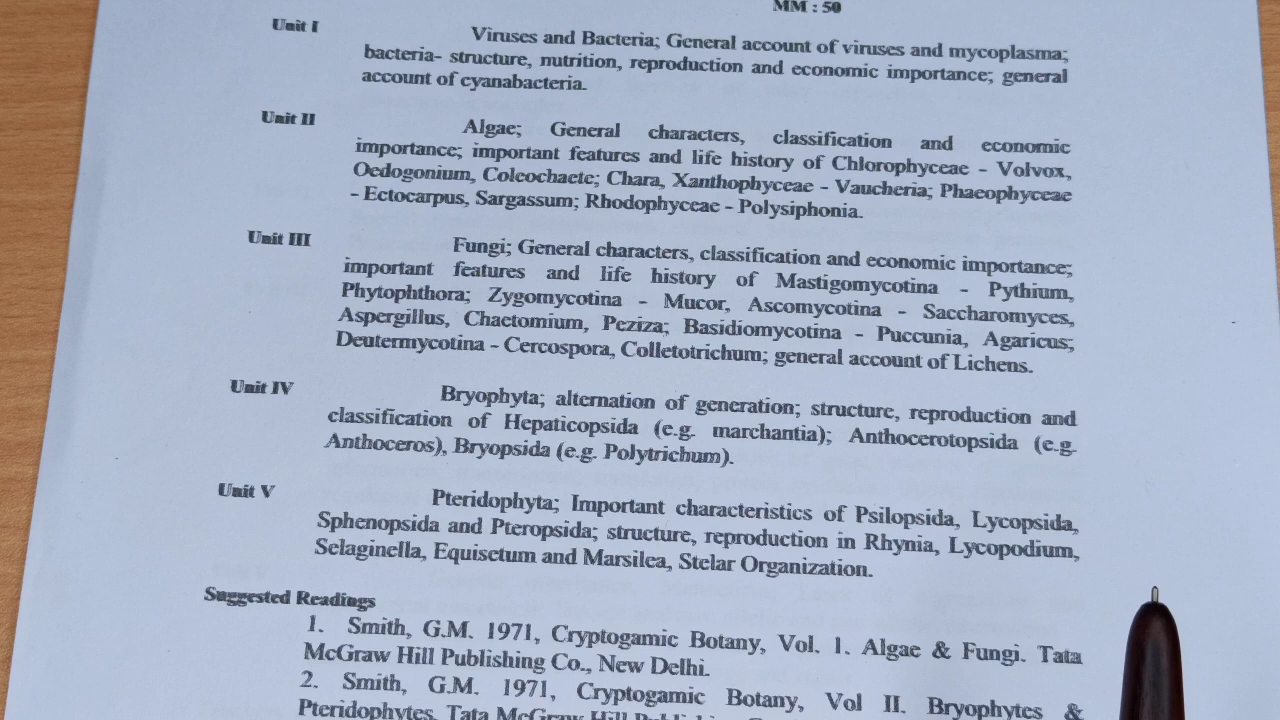 MM : 50
Unit I Viruses and Bacteria; General account of viruses and mycoplasma;
bacteria- structure, nutrition, reproduction and economic importance; general
account of cyanabacteria.
Unit II Algae; General characters, classification and economic
importance; important features and life history of Chlorophyceae - Volvox,
Oedogonium, Coleochaete; Chara, Xanthophyceae - Vaucheria; Phaeophyceae
- Ectocarpus, Sargassum; Rhodophyceae - Polysiphonia.
Unit III Fungi; General characters, classification and economic importance;
important features and life history of Mastigomycotina - Pythium,
Phytophthora; Zygomycotina - Mucor, Ascomycotina - Saccharomyces,
Aspergillus, Chaetomium, Peziza; Basidiomycotina - Puccunia, Agaricus;
Deutermycotina - Cercospora, Colletotrichum; general account of Lichens.
Unit IV Bryophyta; alternation of generation; structure, reproduction and
classification of Hepaticopsida (e.g. marchantia); Anthocerotopsida (e.g.
Anthoceros), Bryopsida (e.g. Polytrichum).
Unit V Pteridophyta; Important characteristics of Psilopsida, Lycopsida,
Sphenopsida and Pteropsida; structure, reproduction in Rhynia, Lycopodium,
Selaginella, Equisetum and Marsilea, Stelar Organization.
Suggested Readings
1. Smith, G.M. 1971, Cryptogamic Botany, Vol. 1. Algae & Fungi. Tata
McGraw Hill Publishing Co., New Delhi.
2. Smith, G.M. 1971, Cryptogamic Botany, Vol II. Bryophytes &
Pteridophytes. Tata McGraw Hill